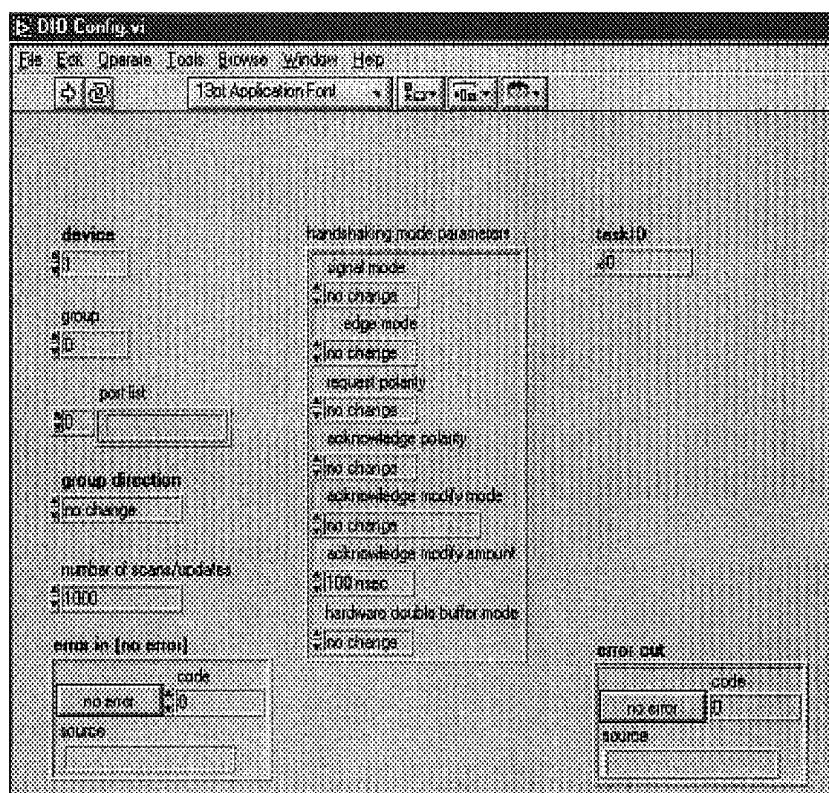 DIO Config.vi
File Edit Operate Tools Browse Window Help
13pt Application Font
device
1
group
0
port list
0
group direction
no change
number of scans/updates
1000
error in (no error)
code
no error
0
source
handshaking mode parameters
signal mode
no change
edge mode
no change
request polarity
no change
acknowledge polarity
no change
acknowledge modify mode
no change
acknowledge modify amount
100 nsec
hardware double buffer mode
no change
taskID
x0
error out
code
no error
0
source